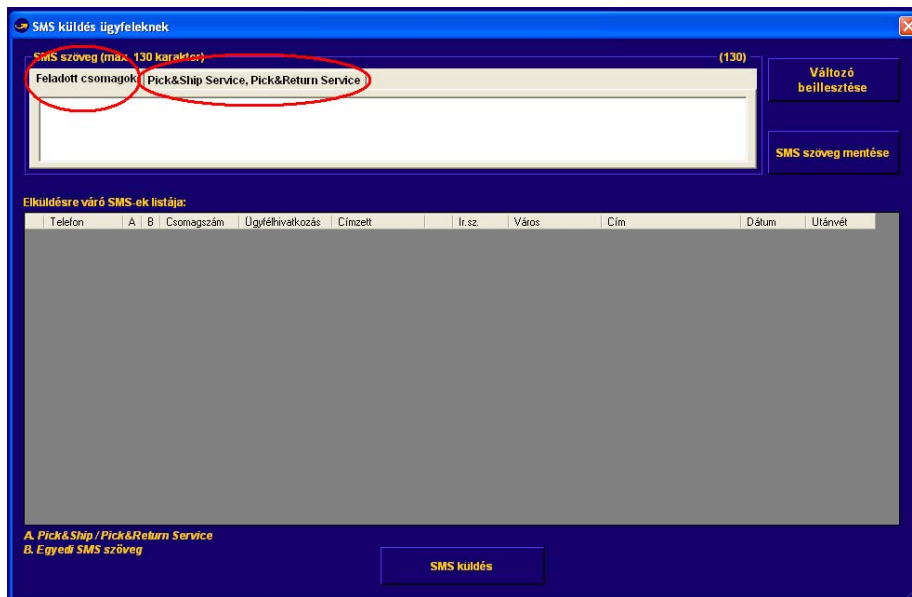 SMS küldés ügyfeleknek
SMS szöveg (max. 130 karakter) (130)
Feladott csomagok Pick&Ship Service, Pick&Return Service
Változó
beillesztése
SMS szöveg mentése
Elküldésre váró SMS-ek listája:
Telefon A B Csomagszám Ügyfélhivatkozás Címzett Ir.sz. Város Cím Dátum Utánvét
A. Pick&Ship / Pick&Return Service
B. Egyedi SMS szöveg
SMS küldés